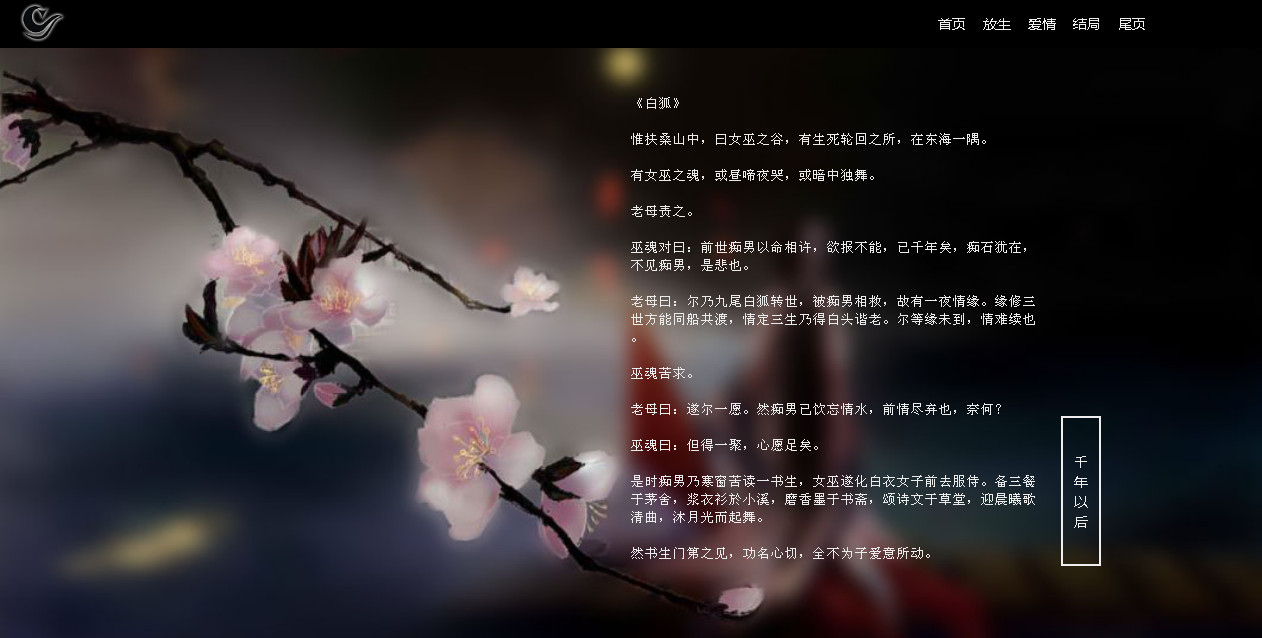 首页 放生 爱情 结局 尾页
《白狐》
惟扶桑山中，曰女巫之谷，有生死轮回之所，在东海一隅。
有女巫之魂，或昼啼夜哭，或暗中独舞。
老母责之。
巫魂对曰：前世痴男以命相许，欲报不能，已千年矣，痴石犹在，
不见痴男，是悲也。
老母曰：尔乃九尾白狐转世，被痴男相救，故有一夜情缘。缘修三
世方能同船共渡，情定三生乃得白头谐老。尔等缘未到，情难续也
。
巫魂苦求。
老母曰：遂尔一愿。然痴男已饮忘情水，前情尽弃也，奈何？
巫魂曰：但得一聚，心愿足矣。
是时痴男乃寒窗苦读一书生，女巫遂化白衣女子前去服侍。备三餐
于茅舍，浆衣衫於小溪，磨香墨于书斋，颂诗文于草堂，迎晨曦歌
清曲，沐月光而起舞。
然书生门第之见，功名心切，全不为子爱意所动。
千
年
以
后